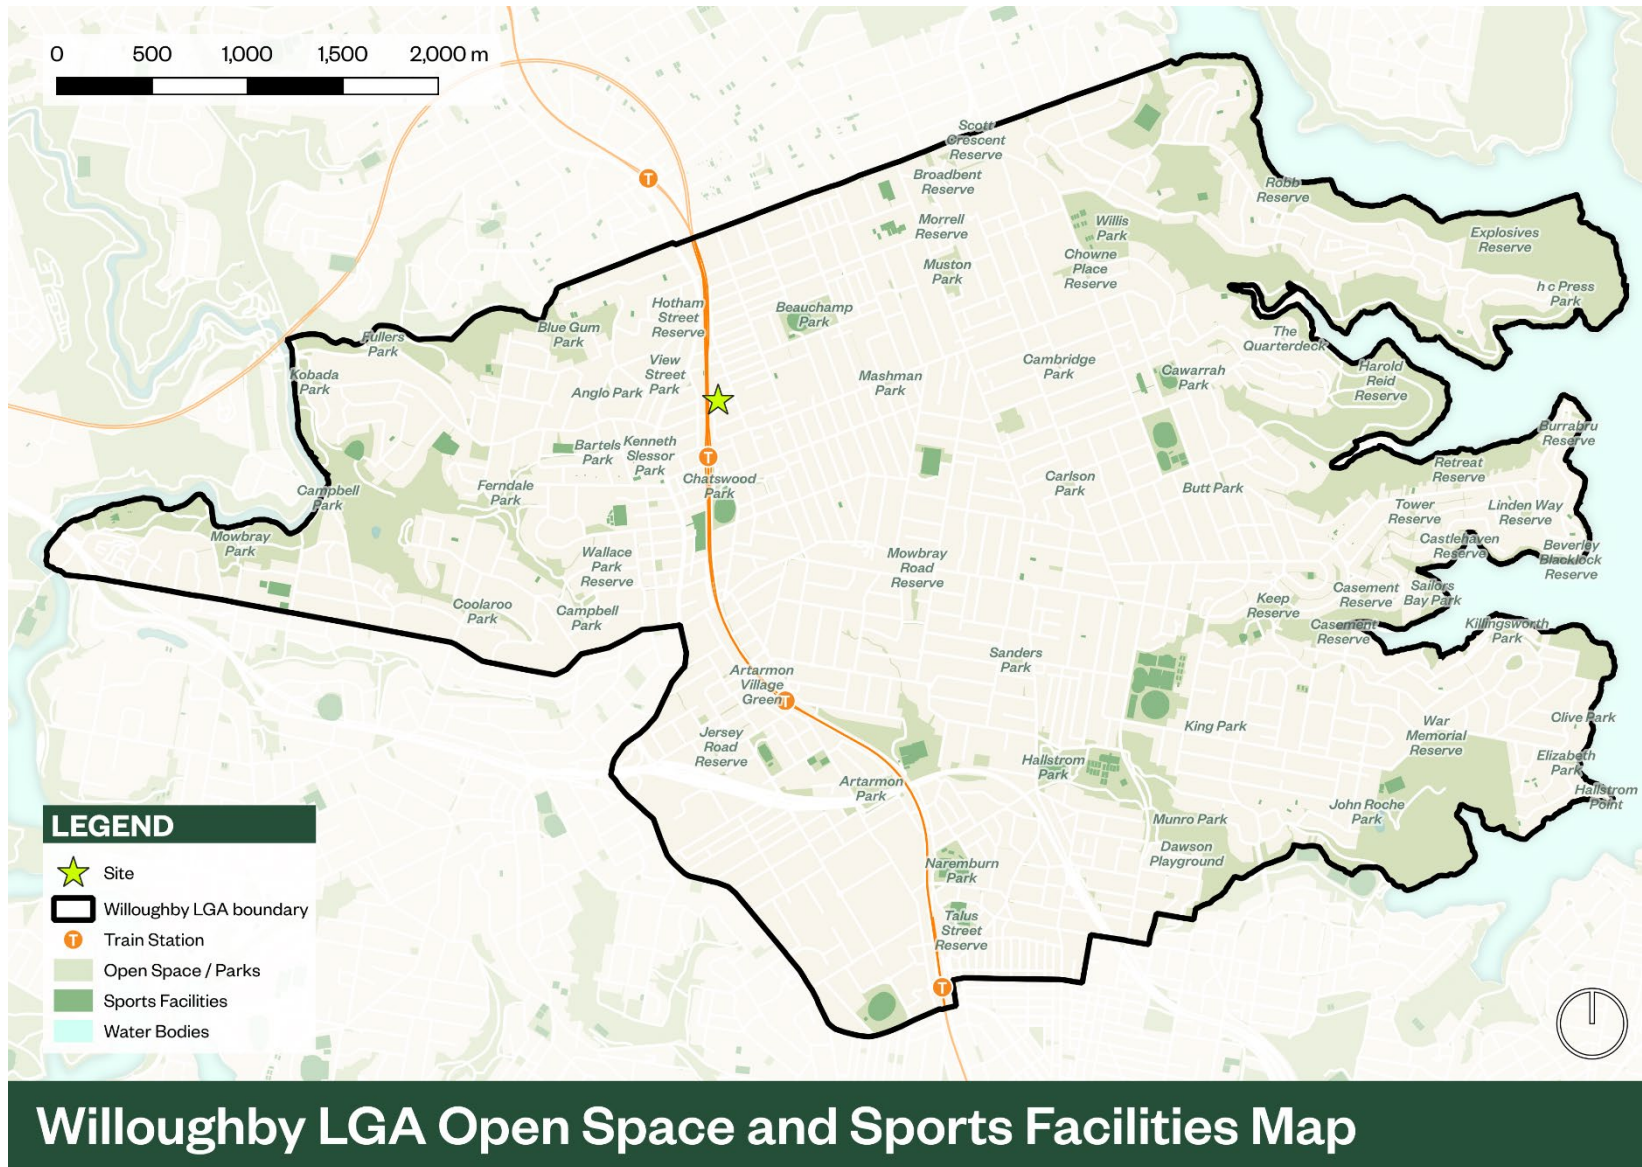 0 500 1,000 1,500 2,000 m
T
Scott
Crescent
Reserve
Broadbent
Reserve
Robb
Reserve
Morrell
Reserve
Willis
Park
Explosives
Reserve
Muston
Park
Chowne
Place
Reserve
h c Press
Park
Hotham
Street
Reserve
Beauchamp
Park
Blue Gum
Park
Fullers
Park
The
Quarterdeck
Kobada
Park
View
Street
Park
Anglo Park
Mashman
Park
Cambridge
Park
Cawarrah
Park
Harold
Reid
Reserve
Burrabru
Reserve
Bartels
Park
Kenneth
Slessor
Park
T
Chatswood
Park
Retreat
Reserve
Campbell
Park
Ferndale
Park
Carlson
Park
Butt Park
Tower
Reserve
Linden Way
Reserve
Mowbray
Park
Castlehaven
Reserve
Beverley
Blacklock
Reserve
Wallace
Park
Reserve
Mowbray
Road
Reserve
Coolaroo
Park
Campbell
Park
Keep
Reserve
Casement
Reserve
Sailors
Bay Park
Casement
Reserve
Killingsworth
Park
Sanders
Park
Artarmon
Village
Green
T
Jersey
Road
Reserve
King Park
War
Memorial
Reserve
Clive Park
Artarmon
Park
Hallstrom
Park
Elizabeth
Park
Hallstrom
Point
John Roche
Park
Munro Park
Dawson
Playground
Naremburn
Park
Talus
Street
Reserve
T
LEGEND
Site
Willoughby LGA boundary
T Train Station
Open Space / Parks
Sports Facilities
Water Bodies
Willoughby LGA Open Space and Sports Facilities Map